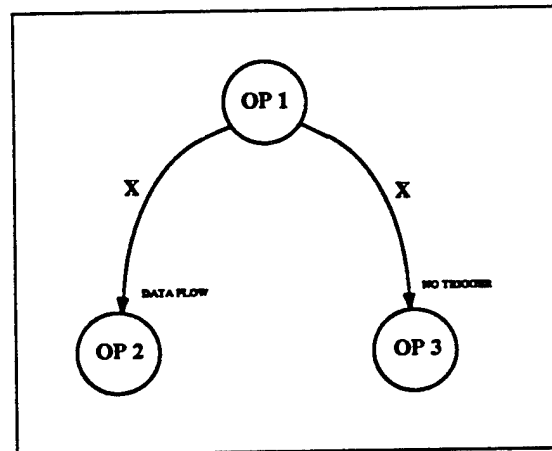 OP 1
X
X
DATA FLOW
NO TRIGGER
OP 2
OP 3